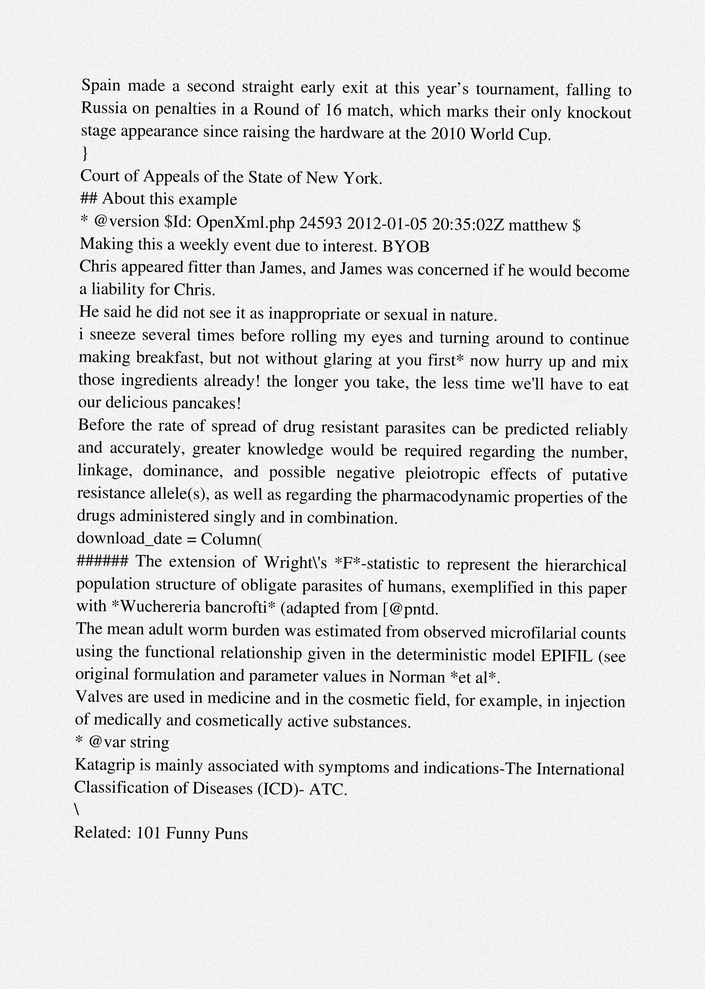 Spain made a second straight early exit at this year’s tournament, falling to
Russia on penalties in a Round of 16 match, which marks their only knockout
stage appearance since raising the hardware at the 2010 World Cup.
}
Court of Appeals of the State of New York.
## About this example
* @version $Id: OpenXml.php 24593 2012-01-05 20:35:02Z matthew $
Making this a weekly event due to interest. BYOB
Chris appeared fitter than James, and James was concerned if he would become
a liability for Chris.
He said he did not see it as inappropriate or sexual in nature.
i sneeze several times before rolling my eyes and turning around to continue
making breakfast, but not without glaring at you first* now hurry up and mix
those ingredients already! the longer you take, the less time we'll have to eat
our delicious pancakes!
Before the rate of spread of drug resistant parasites can be predicted reliably
and accurately, greater knowledge would be required regarding the number,
linkage, dominance, and possible negative pleiotropic effects of putative
resistance allele(s), as well as regarding the pharmacodynamic properties of the
drugs administered singly and in combination.
download_date = Column(
###### The extension of Wright\'s *F*-statistic to represent the hierarchical
population structure of obligate parasites of humans, exemplified in this paper
with *Wuchereria bancrofti* (adapted from [@pntd.
The mean adult worm burden was estimated from observed microfilarial counts
using the functional relationship given in the deterministic model EPIFIL (see
original formulation and parameter values in Norman *et al*.
Valves are used in medicine and in the cosmetic field, for example, in injection
of medically and cosmetically active substances.
* @var string
Katagrip is mainly associated with symptoms and indications-The International
Classification of Diseases (ICD)- ATC.
\
Related: 101 Funny Puns